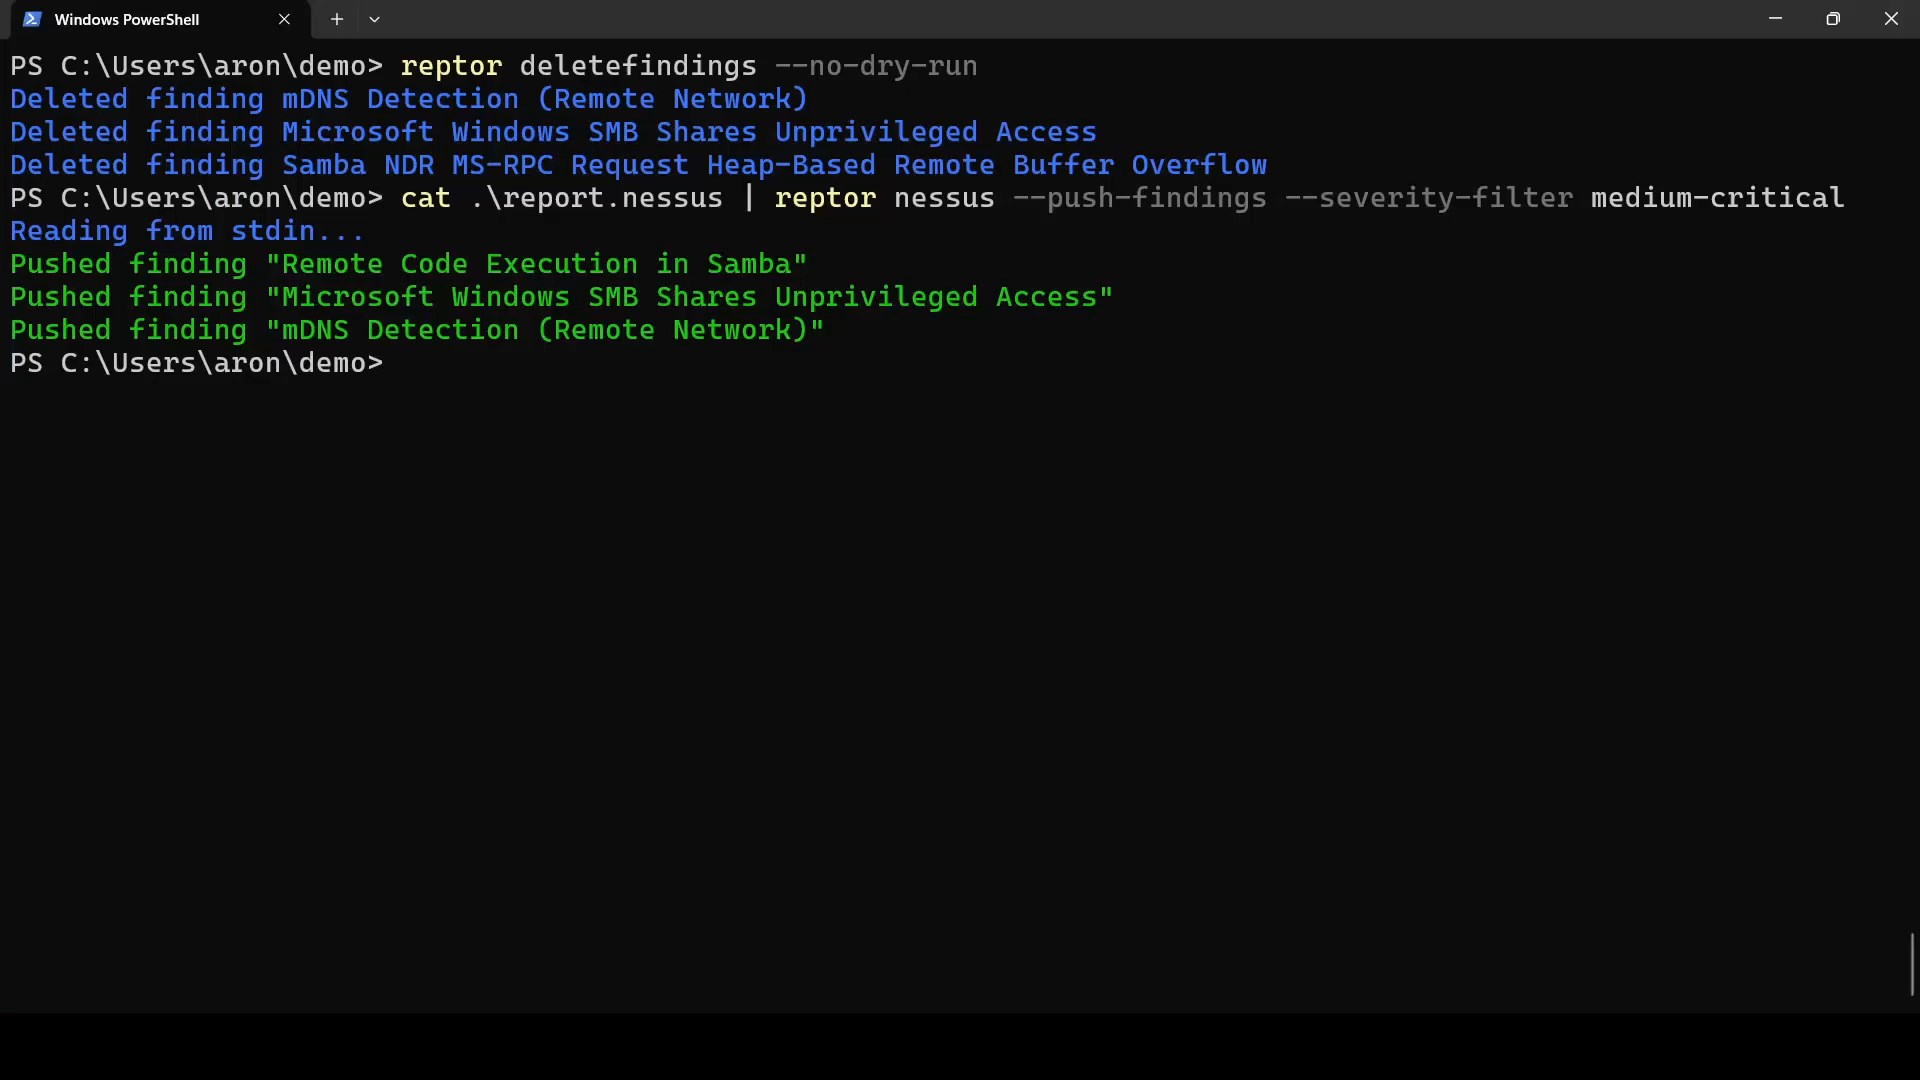 Windows PowerShell
PS C:\Users\aron\demo> reptor deletefindings --no-dry-run
Deleted finding mDNS Detection (Remote Network)
Deleted finding Microsoft Windows SMB Shares Unprivileged Access
Deleted finding Samba NDR MS-RPC Request Heap-Based Remote Buffer Overflow
PS C:\Users\aron\demo> cat .\report.nessus | reptor nessus --push-findings --severity-filter medium-critical
Reading from stdin...
Pushed finding "Remote Code Execution in Samba"
Pushed finding "Microsoft Windows SMB Shares Unprivileged Access"
Pushed finding "mDNS Detection (Remote Network)"
PS C:\Users\aron\demo>